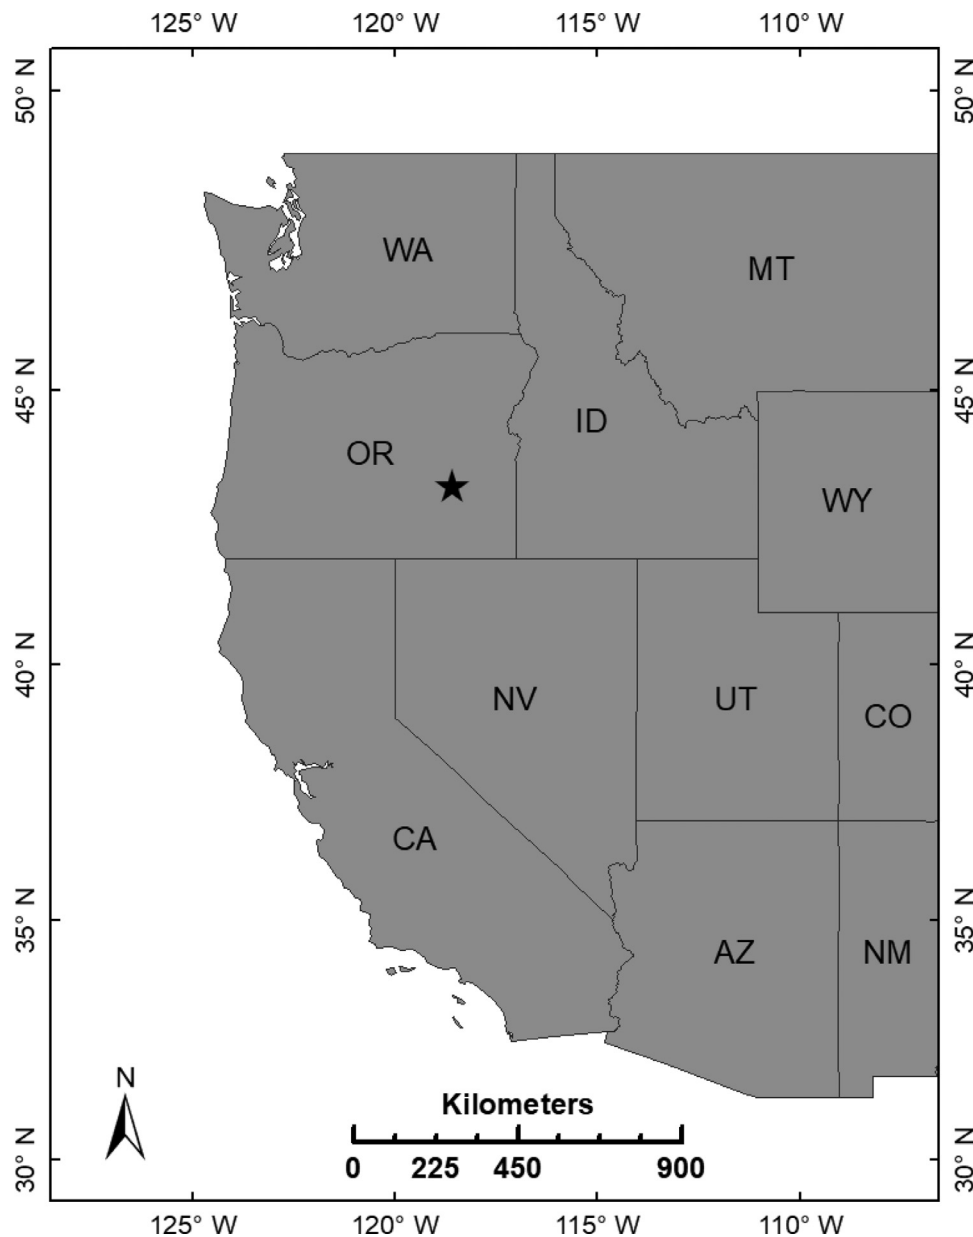 125° W 120° W 115° W 110° W
50° N 50° N
WA
MT
45° N 45° N
ID
OR
WY
40° N 40° N
NV UT
CO
CA
35° N 35° N
AZ NM
N
Kilometers
0 225 450 900
30° N 30° N
125° W 120° W 115° W 110° W